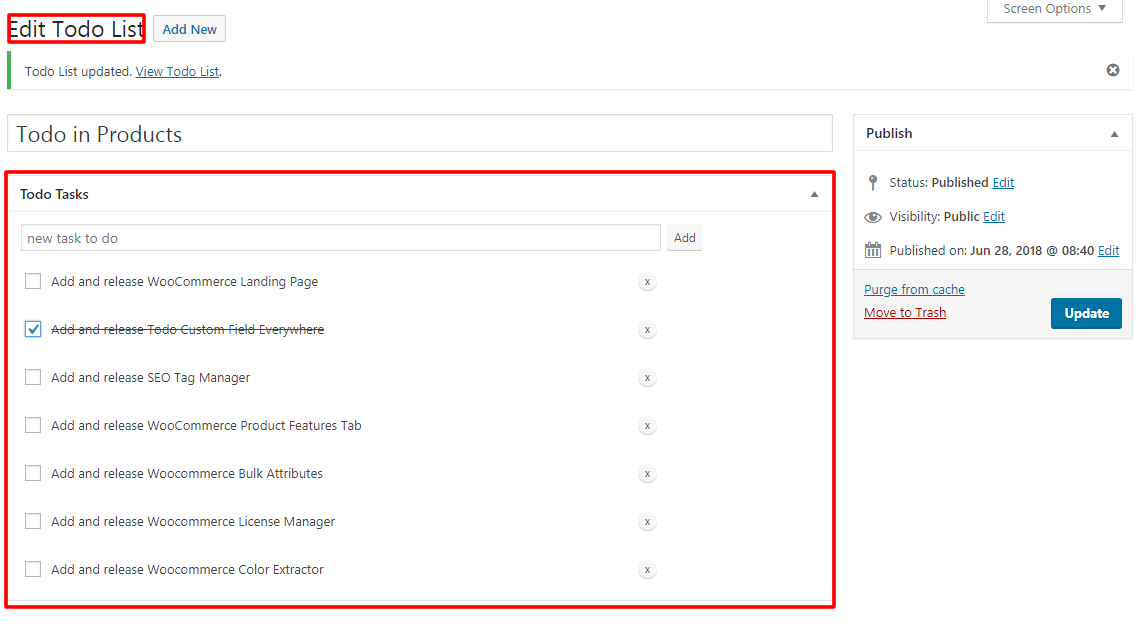 Screen Options
Edit Todo List Add New
Todo List updated. View Todo List.
Todo in Products
Todo Tasks
new task to do Add
Add and release WooCommerce Landing Page x
Add and release Todo Custom Field Everywhere x
Add and release SEO Tag Manager x
Add and release WooCommerce Product Features Tab x
Add and release Woocommerce Bulk Attributes x
Add and release Woocommerce License Manager x
Add and release Woocommerce Color Extractor x
Publish
Status: Published Edit
Visibility: Public Edit
Published on: Jun 28, 2018 @ 08:40 Edit
Purge from cache
Move to Trash
Update